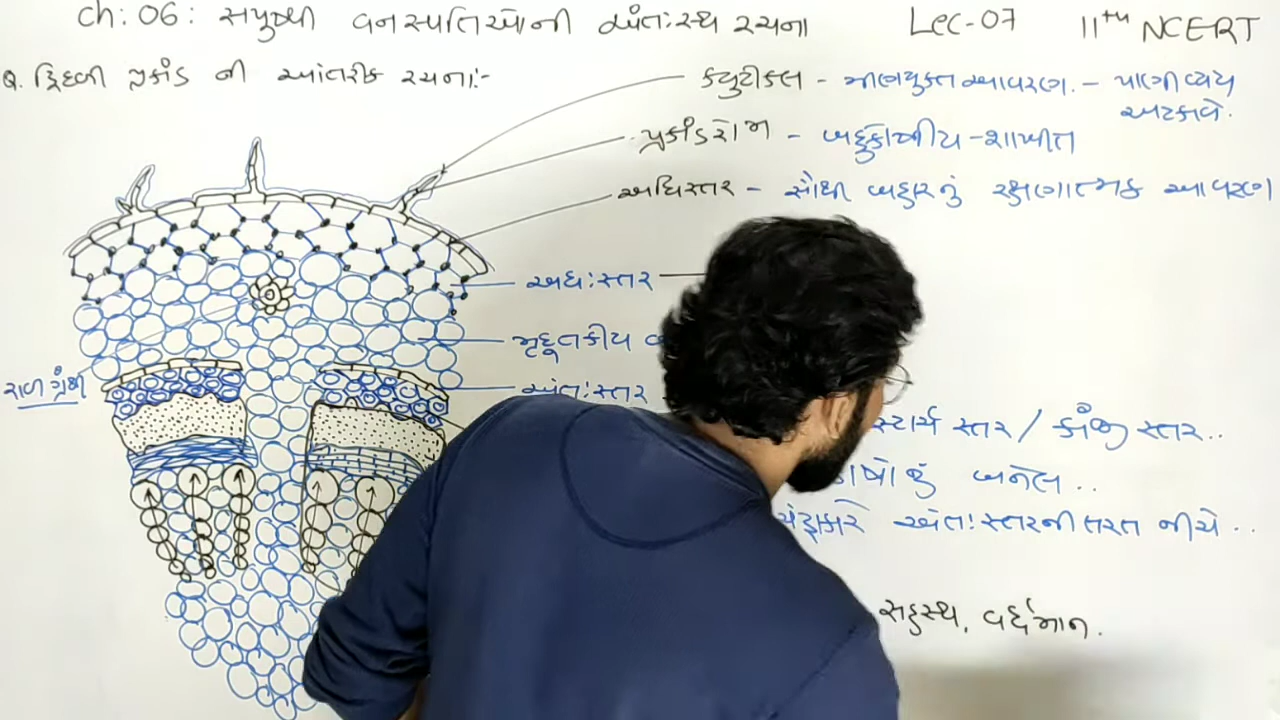 Ch: 06: સપુષ્પી વનસ્પતિઓની અંત:સ્થ રચના Lec-07 11th NCERT
Q. દ્વિદળી પ્રકાંડ ની આંતરીક રચના:-
ક્યુટીકલ - મીણયુક્ત આવરણ. - પાણી વ્યય
અટકાવે.
પ્રકાંડરોમ - બહુકોષીય-શાખીત
અધિસ્તર - સૌથી બહારનું રક્ષણાત્મક આવરણ
અધ:સ્તર
મૃદૂતકીય
રાળ ગ્રંથી
અંત:સ્તર
સ્ટાર્ચ સ્તર / કાંજી સ્તર..
બનેલ..
અંત:સ્તરની તરત નીચે..
સહસ્થ, વર્દ્ધમાન.